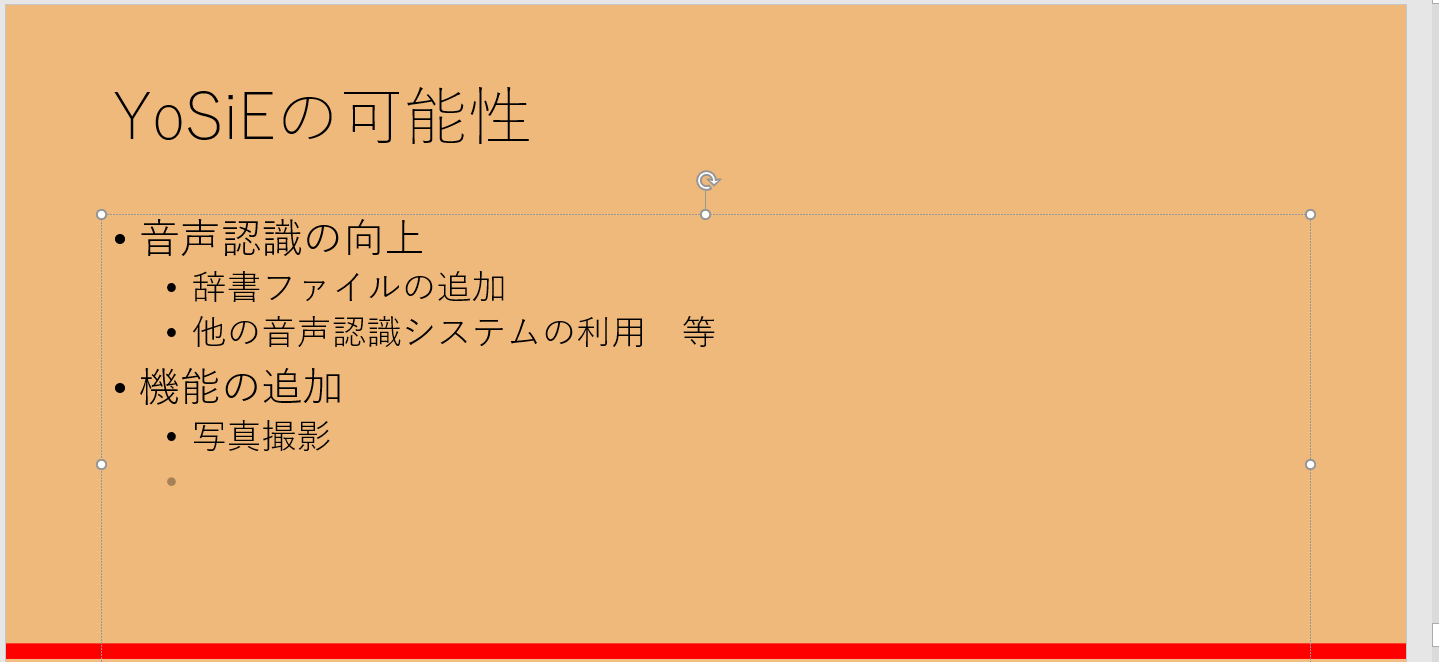 YoSiEの可能性
• 音声認識の向上
• 辞書ファイルの追加
• 他の音声認識システムの利用　等
• 機能の追加
• 写真撮影